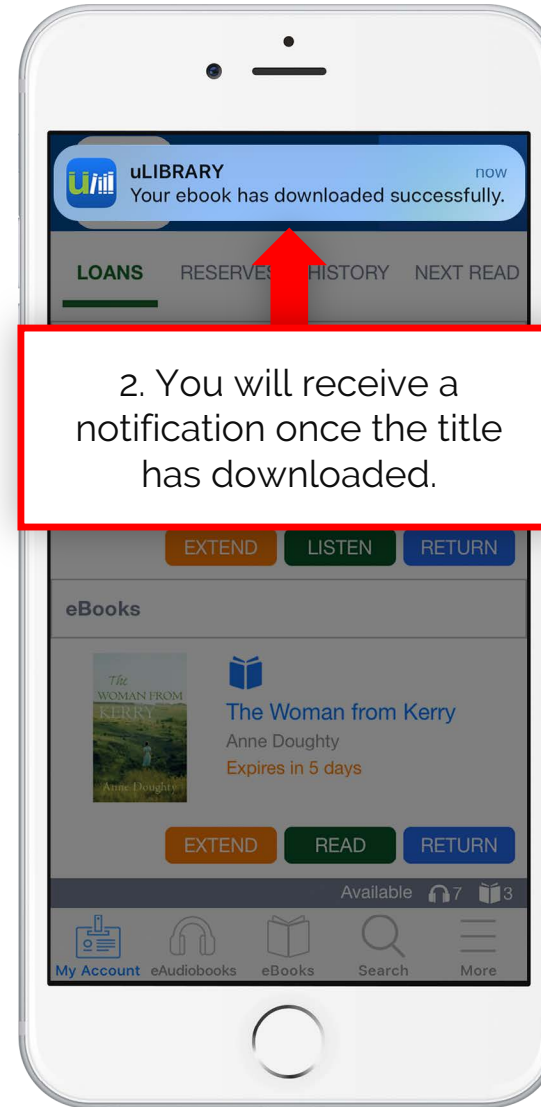 uLIBRARY now
Your ebook has downloaded successfully.
LOANS RESERVES HISTORY NEXT READ
2. You will receive a
notification once the title
has downloaded.
EXTEND LISTEN RETURN
eBooks
The
WOMAN FROM
KERRY
Anne Doughty
The Woman from Kerry
Anne Doughty
Expires in 5 days
EXTEND READ RETURN
Available 7 3
My Account eAudiobooks eBooks Search More